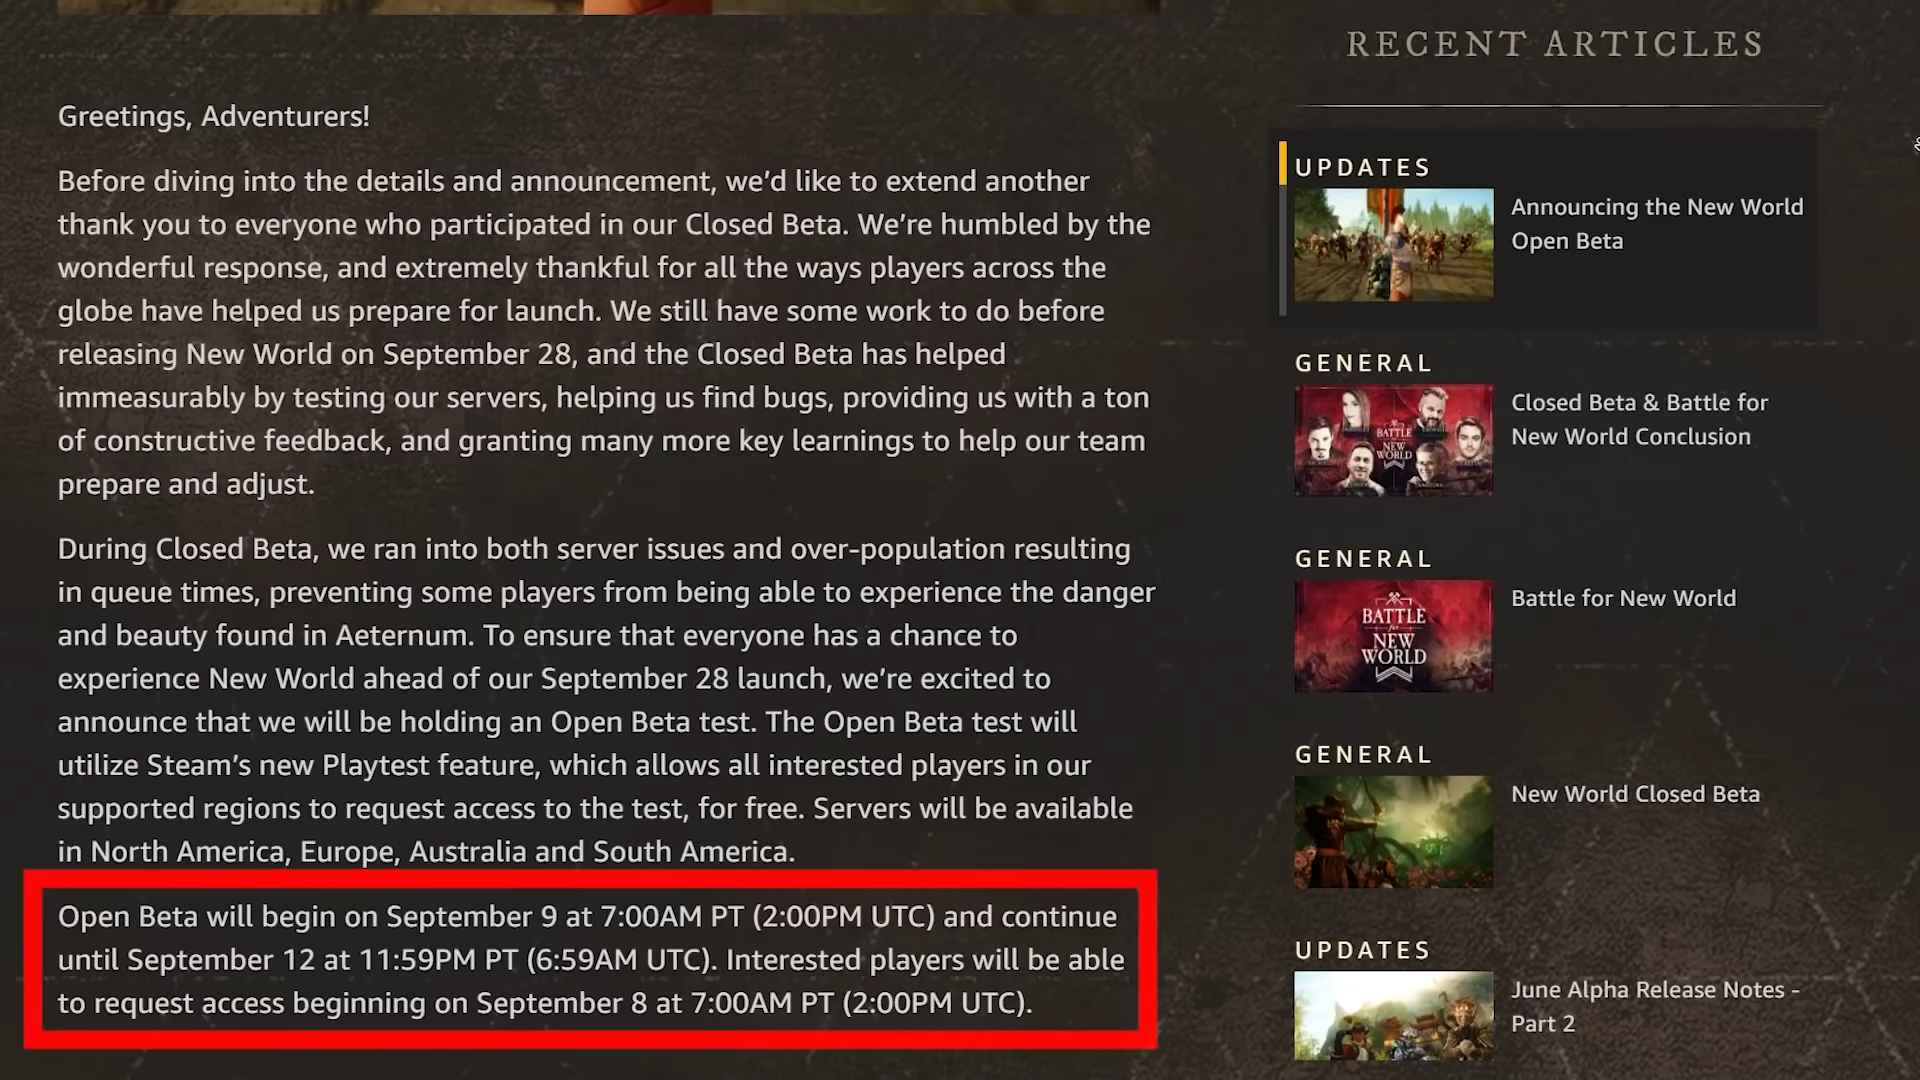 Greetings, Adventurers!
Before diving into the details and announcement, we’d like to extend another
thank you to everyone who participated in our Closed Beta. We’re humbled by the
wonderful response, and extremely thankful for all the ways players across the
globe have helped us prepare for launch. We still have some work to do before
releasing New World on September 28, and the Closed Beta has helped
immeasurably by testing our servers, helping us find bugs, providing us with a ton
of constructive feedback, and granting many more key learnings to help our team
prepare and adjust.
During Closed Beta, we ran into both server issues and over-population resulting
in queue times, preventing some players from being able to experience the danger
and beauty found in Aeternum. To ensure that everyone has a chance to
experience New World ahead of our September 28 launch, we’re excited to
announce that we will be holding an Open Beta test. The Open Beta test will
utilize Steam’s new Playtest feature, which allows all interested players in our
supported regions to request access to the test, for free. Servers will be available
in North America, Europe, Australia and South America.
Open Beta will begin on September 9 at 7:00AM PT (2:00PM UTC) and continue
until September 12 at 11:59PM PT (6:59AM UTC). Interested players will be able
to request access beginning on September 8 at 7:00AM PT (2:00PM UTC).
RECENT ARTICLES
UPDATES
Announcing the New World
Open Beta
GENERAL
BATTLE
NEW
WORLD
Closed Beta & Battle for
New World Conclusion
GENERAL
BATTLE
for
NEW
WORLD
Battle for New World
GENERAL
New World Closed Beta
UPDATES
June Alpha Release Notes -
Part 2